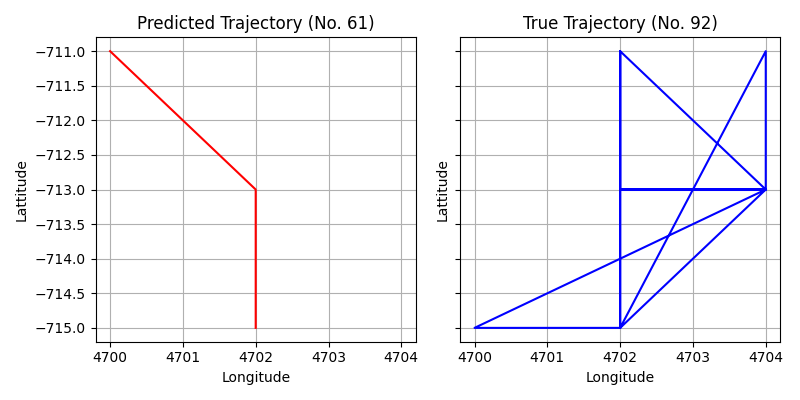 Predicted Trajectory (No. 61)
−711.0
−711.5
−712.0
−712.5
−713.0
−713.5
−714.0
−714.5
−715.0
Lattitude
4700 4701 4702 4703 4704
Longitude
True Trajectory (No. 92)
Lattitude
4700 4701 4702 4703 4704
Longitude